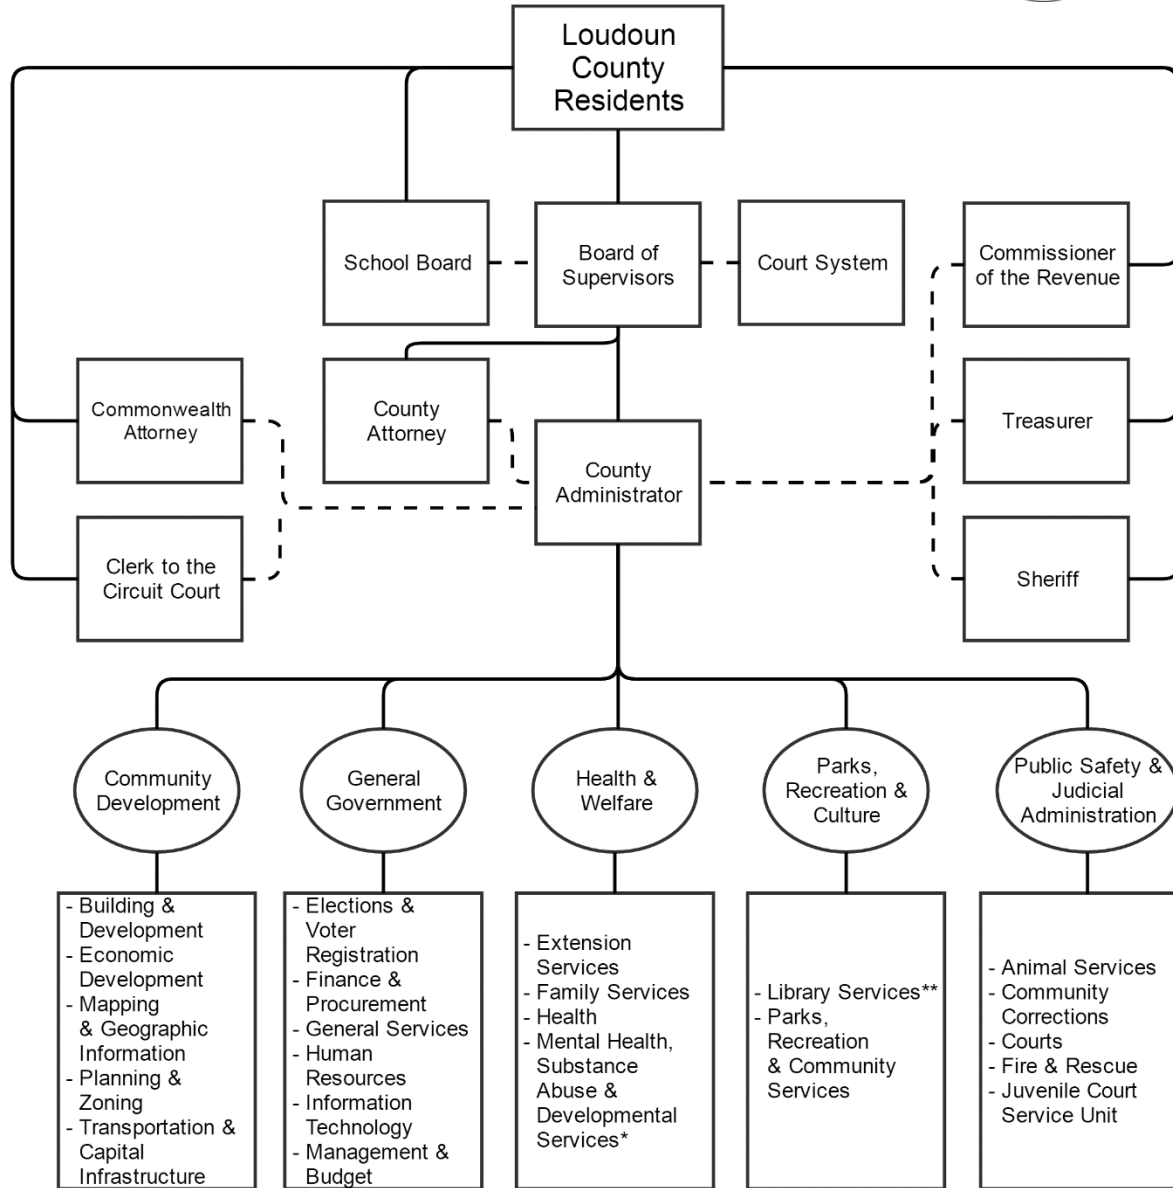 Loudoun
County
Residents
School Board
Board of
Supervisors
Court System
Commissioner
of the Revenue
Commonwealth
Attorney
County
Attorney
County
Administrator
Treasurer
Clerk to the
Circuit Court
Sheriff
Community
Development
General
Government
Health &
Welfare
Parks,
Recreation &
Culture
Public Safety &
Judicial
Administration
- Building &
Development
- Economic
Development
- Mapping
& Geographic
Information
- Planning &
Zoning
- Transportation &
Capital
Infrastructure
- Elections &
Voter
Registration
- Finance &
Procurement
- General Services
- Human
Resources
- Information
Technology
- Management &
Budget
- Extension
Services
- Family Services
- Health
- Mental Health,
Substance
Abuse &
Developmental
Services*
- Library Services**
- Parks,
Recreation
& Community
Services
- Animal Services
- Community
Corrections
- Courts
- Fire & Rescue
- Juvenile Court
Service Unit